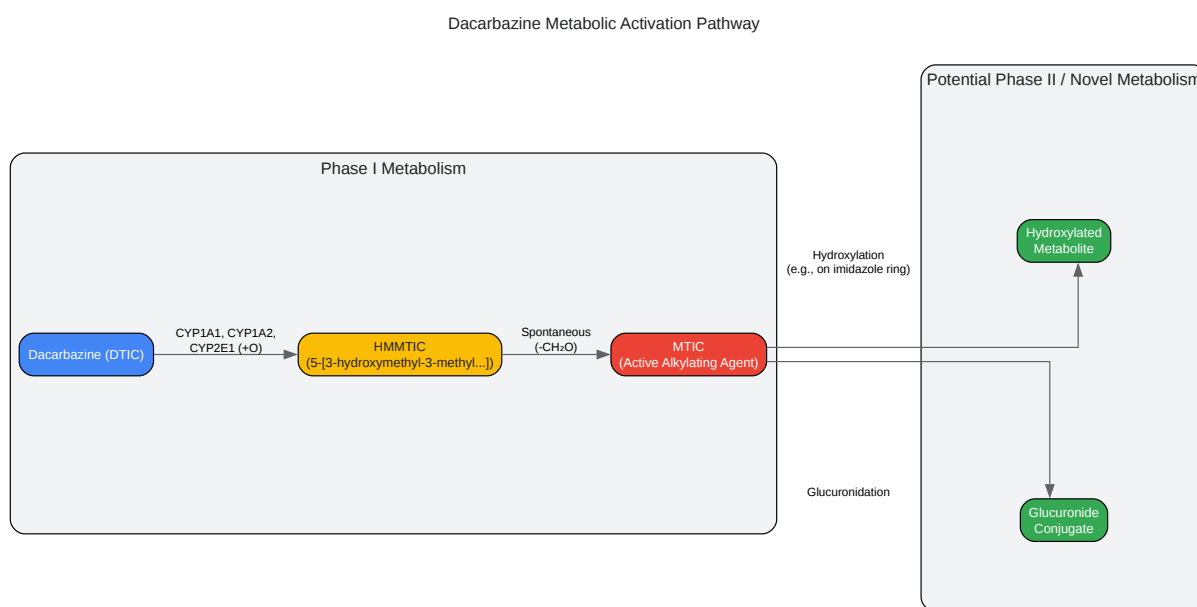 Dacarbazine Metabolic Activation Pathway
Potential Phase II / Novel Metabolism
Phase I Metabolism
Hydroxylated
Metabolite
Hydroxylation
(e.g., on imidazole ring)
CYP1A1, CYP1A2,
CYP2E1 (+O)
Spontaneous
(-CH₂O)
Dacarbazine (DTIC)
HMMTIC
(5-[3-hydroxymethyl-3-methyl...])
MTIC
(Active Alkylating Agent)
Glucuronidation
Glucuronide
Conjugate